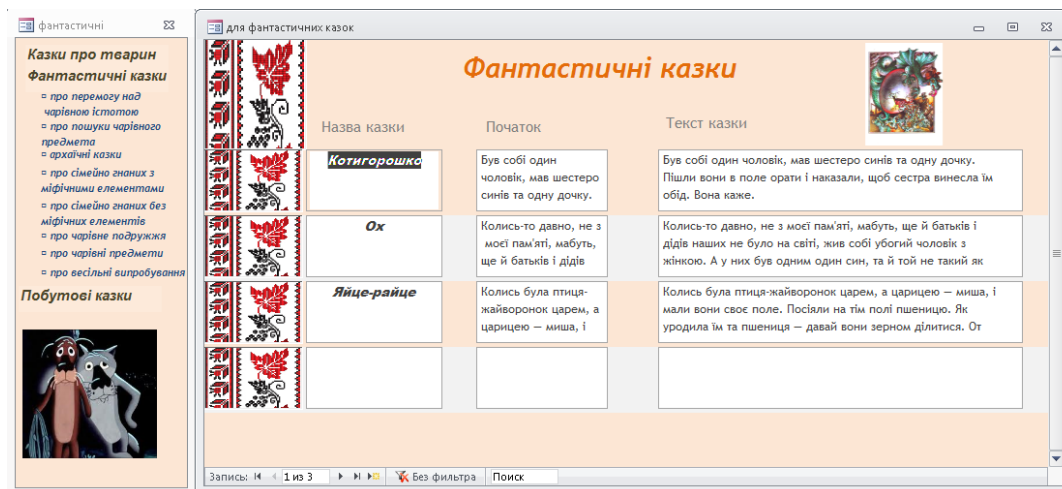 фантастичні
Казки про тварин
Фантастичні казки
¤ про перемогу над
чарівною істотою
¤ про пошуки чарівного
предмета
¤ архаїчні казки
¤ про сімейно гнаних з
міфічними елементами
¤ про сімейно гнаних без
міфічних елементів
¤ про чарівне подружжя
¤ про чарівні предмети
¤ про весільні випробування
Побутові казки
для фантастичних казок
Фантастичні казки
Назва казки Початок Текст казки
Котигорошко
Був собі один
чоловік, мав шестеро
синів та одну дочку.
Був собі один чоловік, мав шестеро синів та одну дочку.
Пішли вони в поле орати і наказали, щоб сестра винесла їм
обід. Вона каже.
Ох
Колись-то давно, не з
моєї пам'яті, мабуть,
ще й батьків і дідів
Колись-то давно, не з моєї пам'яті, мабуть, ще й батьків і
дідів наших не було на світі, жив собі убогий чоловік з
жінкою. А у них був одним один син, та й той не такий як
Яйце-райце
Колись була птиця-
жайворонок царем, а
царицею — миша, і
Колись була птиця-жайворонок царем, а царицею — миша, і
мали вони своє поле. Посіяли на тім полі пшеницю. Як
уродила їм та пшениця — давай вони зерном ділитися. От
Запись: 1 из 3 Без фильтра Поиск